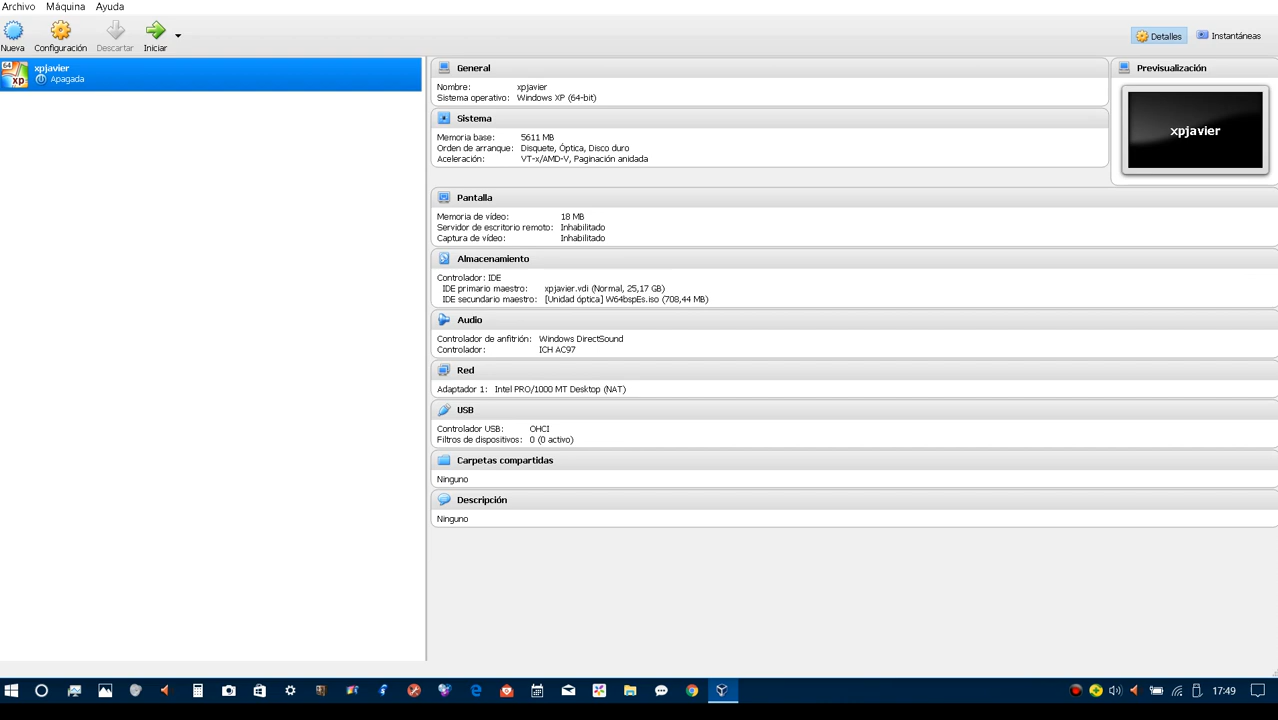 Archivo Máquina Ayuda
Nueva Configuración Descartar Iniciar
Detalles Instantáneas
64
xp
xpjavier
Apagada
General
Nombre: xpjavier
Sistema operativo: Windows XP (64-bit)
Previsualización
xpjavier
Sistema
Memoria base: 5611 MB
Orden de arranque: Disquete, Óptica, Disco duro
Aceleración: VT-x/AMD-V, Paginación anidada
Pantalla
Memoria de vídeo: 18 MB
Servidor de escritorio remoto: Inhabilitado
Captura de vídeo: Inhabilitado
Almacenamiento
Controlador: IDE
IDE primario maestro: xpjavier.vdi (Normal, 25,17 GB)
IDE secundario maestro: [Unidad óptica] W64bspEs.iso (708,44 MB)
Audio
Controlador de anfitrión: Windows DirectSound
Controlador: ICH AC97
Red
Adaptador 1: Intel PRO/1000 MT Desktop (NAT)
USB
Controlador USB: OHCI
Filtros de dispositivos: 0 (0 activo)
Carpetas compartidas
Ninguno
Descripción
Ninguno
17:49